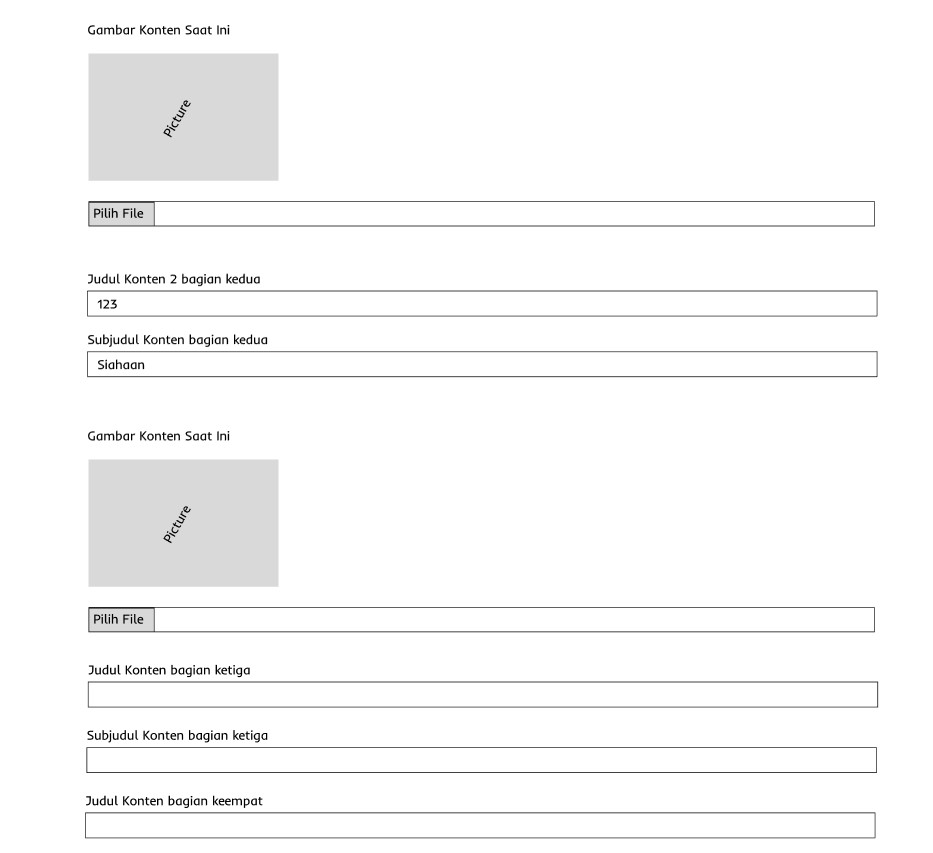 Gambar Konten Saat Ini
Picture
Pilih File
Judul Konten 2 bagian kedua
123
Subjudul Konten bagian kedua
Siahaan
Gambar Konten Saat Ini
Picture
Pilih File
Judul Konten bagian ketiga
Subjudul Konten bagian ketiga
Judul Konten bagian keempat